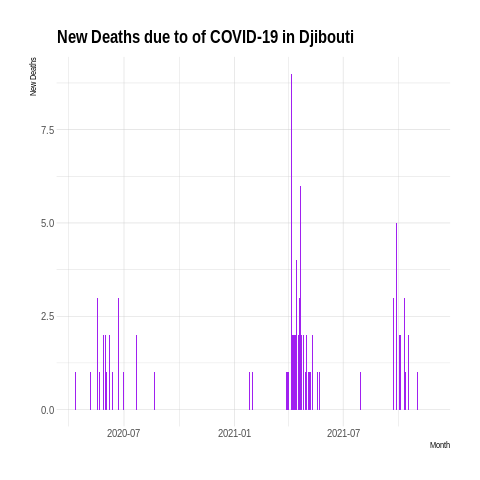 New Deaths due to of COVID-19 in Djibouti
New Deaths
7.5
5.0
2.5
0.0
2020-07
2021-01
2021-07
Month